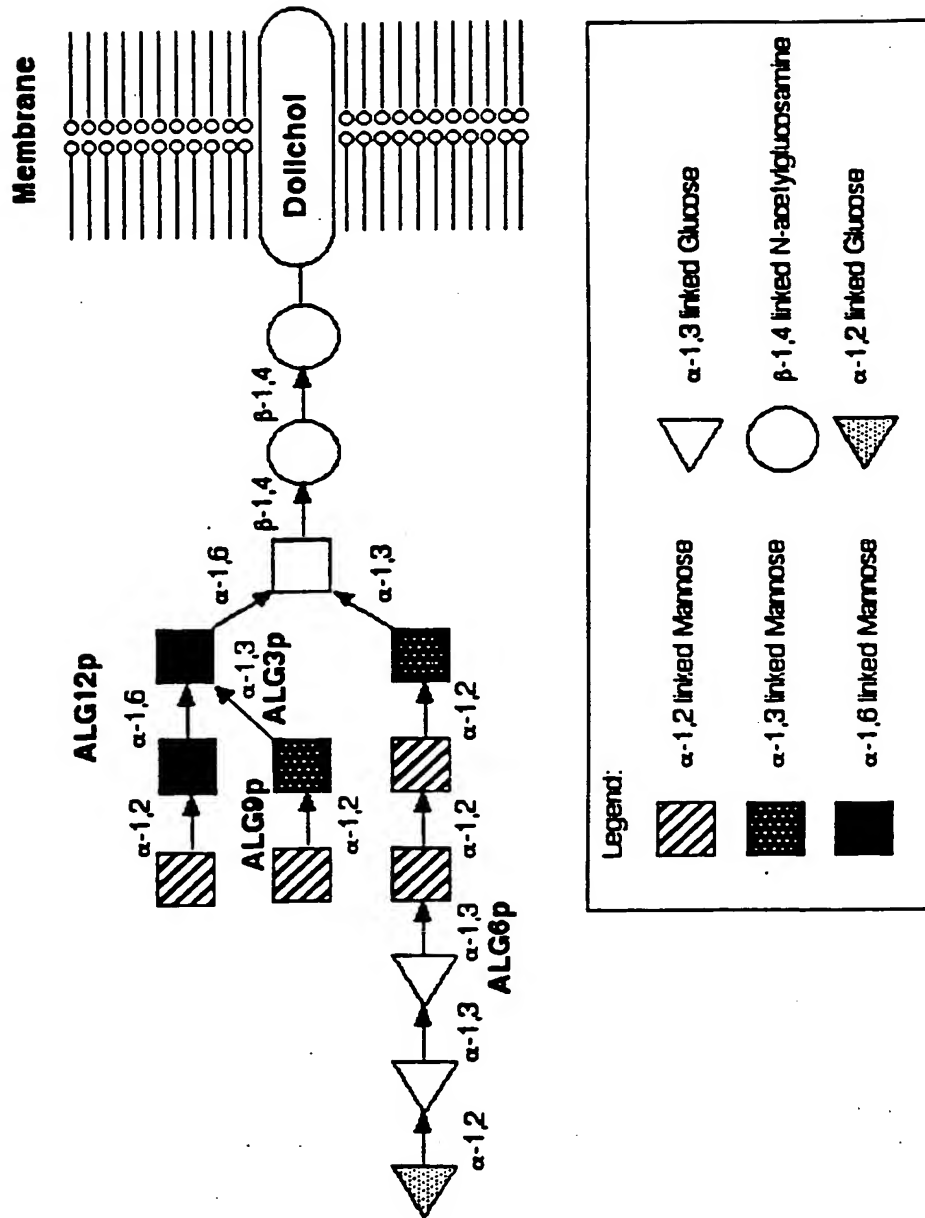 Membrane
Dolichol
β-1,4
β-1,4
α-1,6
α-1,3
ALG12p
α-1,6
α-1,3
ALG3p
α-1,2
α-1,2
ALG9p
α-1,2
α-1,2
α-1,3
ALG6p
α-1,3
α-1,2
Legend:
α-1,2 linked Mannose
α-1,3 linked Mannose
α-1,6 linked Mannose
α-1,3 linked Glucose
β-1,4 linked N-acetylglucosamine
α-1,2 linked Glucose